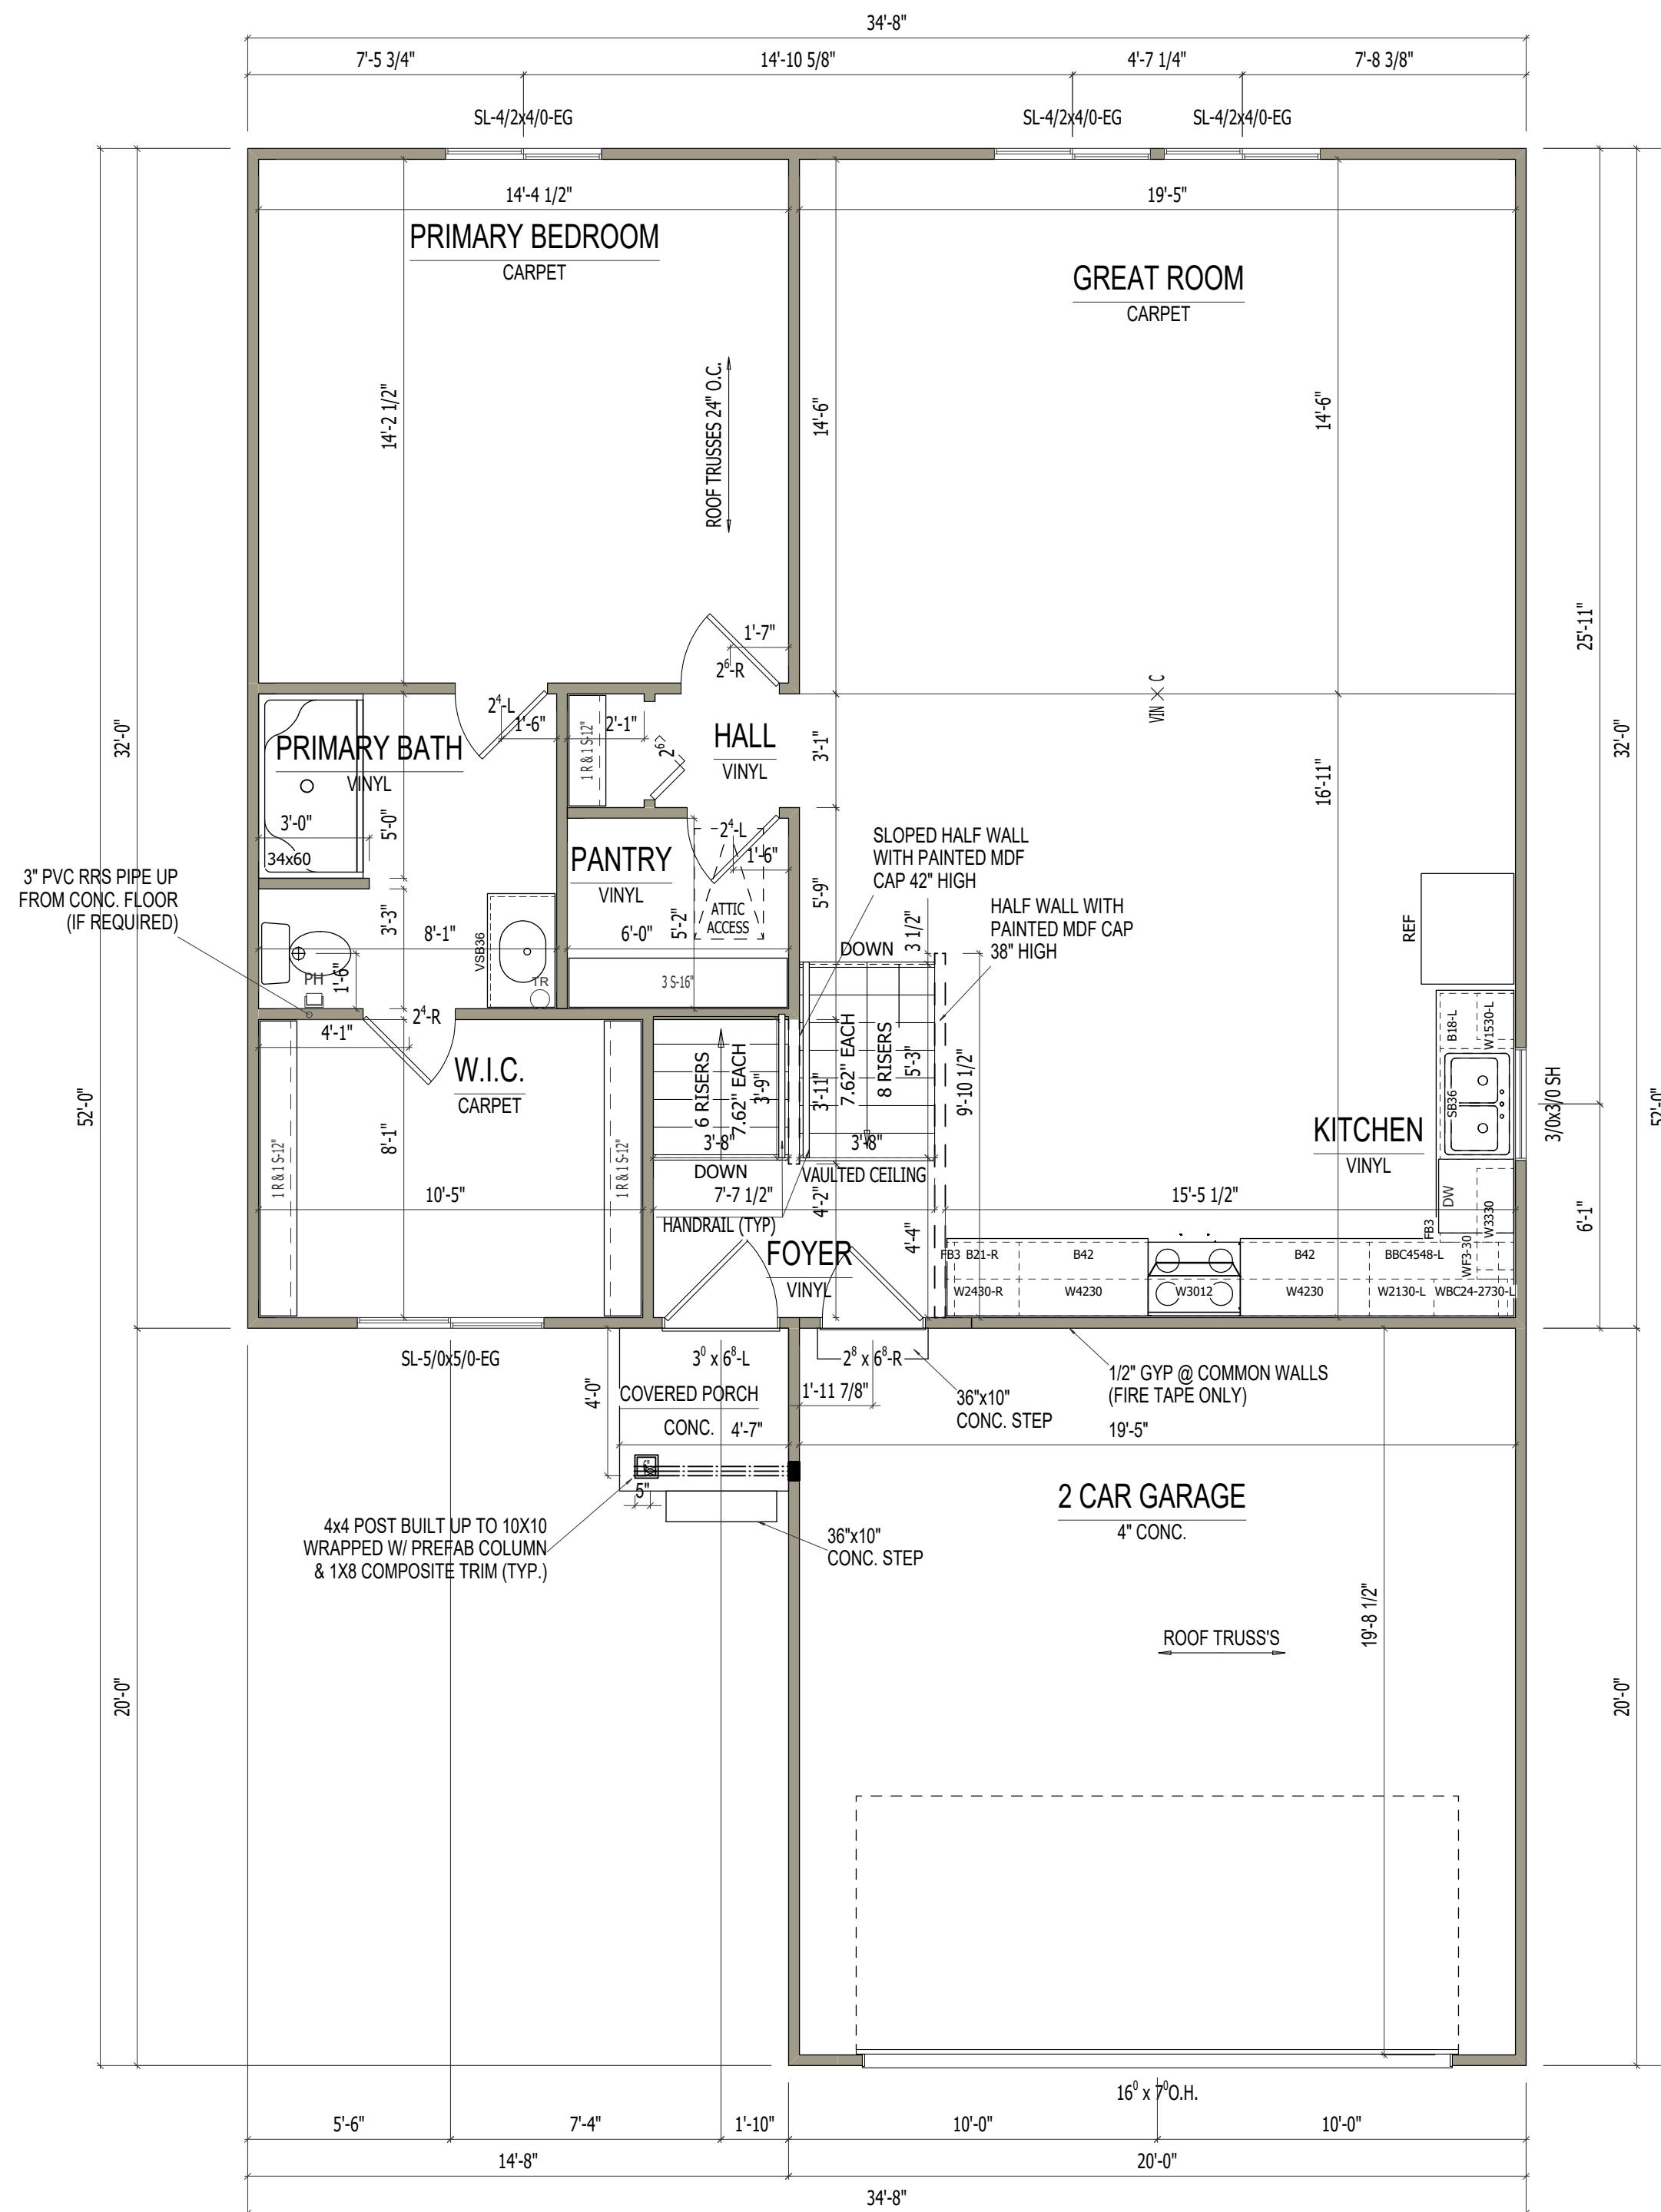 34'-8"
7'-5 3/4"
14'-10 5/8"
4'-7 1/4"
7'-8 3/8"
SL-4/2x4/0-EG
SL-4/2x4/0-EG
SL-4/2x4/0-EG
14'-4 1/2"
19'-5"
PRIMARY BEDROOM
CARPET
GREAT ROOM
CARPET
ROOF TRUSSES 24" O.C.
14'-2 1/2"
14'-6"
14'-6"
25'-11"
1'-7"
2⁶-R
VIN
C
2⁴-L
1'-6"
1 R & 1 S-12"
2'-1"
2⁶
HALL
VINYL
3'-1"
PRIMARY BATH
VINYL
32'-0"
32'-0"
16'-11"
3'-0"
5'-0"
34x60
PANTRY
VINYL
2⁴-L
1'-6"
ATTIC
ACCESS
5'-9"
5'-2"
6'-0"
3 S-16"
SLOPED HALF WALL
WITH PAINTED MDF
CAP 42" HIGH
HALF WALL WITH
PAINTED MDF CAP
38" HIGH
3" PVC RRS PIPE UP
FROM CONC. FLOOR
(IF REQUIRED)
3'-3"
8'-1"
VSB36
TR
PH
1'-6"
DOWN
3 1/2"
REF
4'-1"
2⁴-R
W.I.C.
CARPET
1 R & 1 S-12"
1 R & 1 S-12"
8'-1"
10'-5"
6 RISERS
7.62" EACH
3'-9"
3'-8"
DOWN
3'-11"
7.62" EACH
8 RISERS
5'-3"
3'-8"
9'-10 1/2"
VAULTED CEILING
7'-7 1/2"
4'-2"
HANDRAIL (TYP)
FOYER
VINYL
4'-4"
52'-0"
52'-0"
B18-L
W1530-L
SB36
3/0x3/0 SH
KITCHEN
VINYL
DW
W3330
FB3
WF3-30
6'-1"
15'-5 1/2"
FB3
B21-R
B42
B42
BBC4548-L
W2430-R
W4230
W3012
W4230
W2130-L
WBC24-2730-L
SL-5/0x5/0-EG
3⁰ x 6⁸-L
2⁸ x 6⁸-R
4'-0"
COVERED PORCH
CONC.
4'-7"
1'-11 7/8"
36"x10"
CONC. STEP
1/2" GYP @ COMMON WALLS
(FIRE TAPE ONLY)
19'-5"
5"
4x4 POST BUILT UP TO 10X10
WRAPPED W/ PREFAB COLUMN
& 1X8 COMPOSITE TRIM (TYP.)
36"x10"
CONC. STEP
2 CAR GARAGE
4" CONC.
19'-8 1/2"
ROOF TRUSS'S
20'-0"
20'-0"
16⁰ x 7⁰O.H.
5'-6"
7'-4"
1'-10"
10'-0"
10'-0"
14'-8"
20'-0"
34'-8"